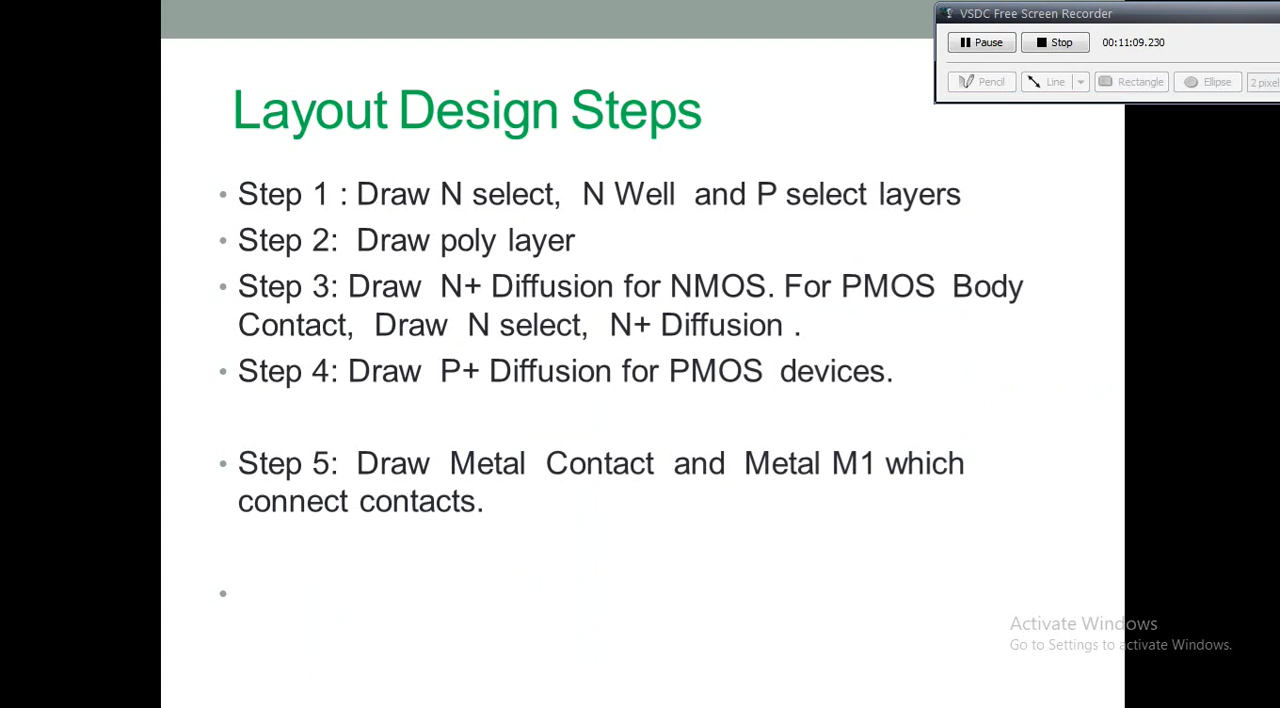 VSDC Free Screen Recorder
Pause Stop 00:11:09.230
Pencil Line Rectangle Ellipse 2 pixel
Layout Design Steps
• Step 1 : Draw N select, N Well and P select layers
• Step 2: Draw poly layer
• Step 3: Draw N+ Diffusion for NMOS. For PMOS Body
Contact, Draw N select, N+ Diffusion .
• Step 4: Draw P+ Diffusion for PMOS devices.
• Step 5: Draw Metal Contact and Metal M1 which
connect contacts.
•
Activate Windows
Go to Settings to activate Windows.